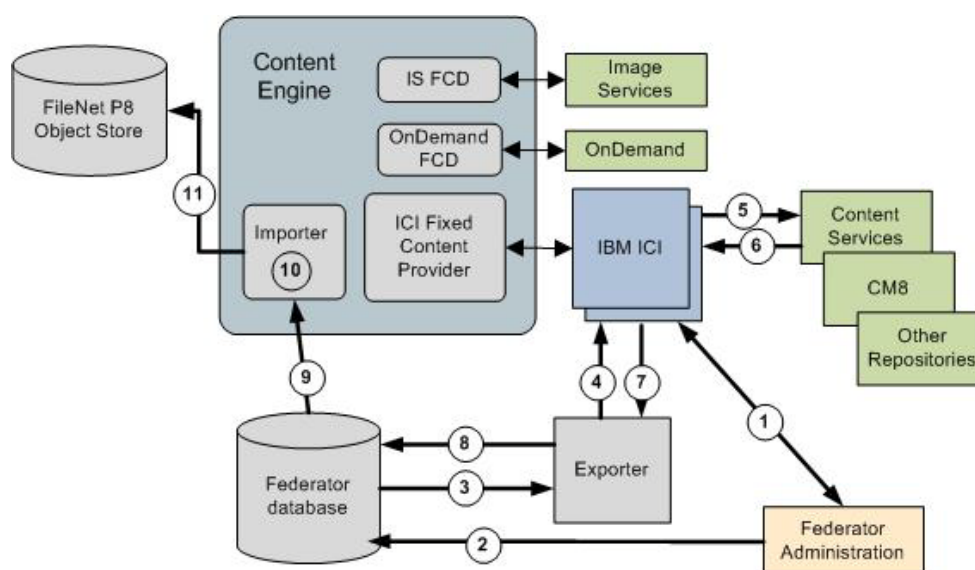 Content
Engine
IS FCD
Image
Services
FileNet P8
Object Store
OnDemand
FCD
OnDemand
11
Importer
10
ICI Fixed
Content
Provider
IBM ICI
5
6
Content
Services
CM8
Other
Repositories
9
4
7
1
Federator
database
8
3
Exporter
2
Federator
Administration